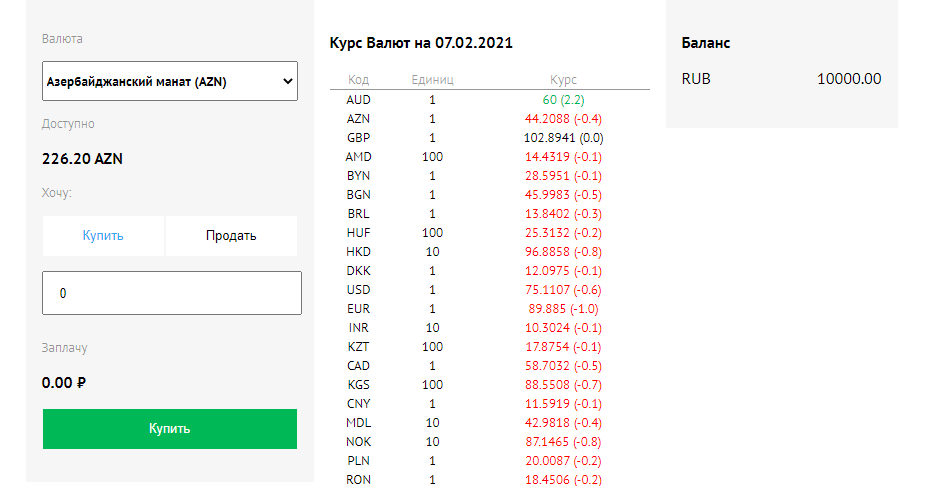 Валюта
Азербайджанский манат (AZN)
Доступно
226.20 AZN
Хочу:
Купить Продать
0
Заплачу
0.00 ₽
Купить
Курс Валют на 07.02.2021
Код Единиц Курс
AUD 1 60 (2.2)
AZN 1 44.2088 (-0.4)
GBP 1 102.8941 (0.0)
AMD 100 14.4319 (-0.1)
BYN 1 28.5951 (-0.1)
BGN 1 45.9983 (-0.5)
BRL 1 13.8402 (-0.3)
HUF 100 25.3132 (-0.2)
HKD 10 96.8858 (-0.8)
DKK 1 12.0975 (-0.1)
USD 1 75.1107 (-0.6)
EUR 1 89.885 (-1.0)
INR 10 10.3024 (-0.1)
KZT 100 17.8754 (-0.1)
CAD 1 58.7032 (-0.5)
KGS 100 88.5508 (-0.7)
CNY 1 11.5919 (-0.1)
MDL 10 42.9818 (-0.4)
NOK 10 87.1465 (-0.8)
PLN 1 20.0087 (-0.2)
RON 1 18.4506 (-0.2)
Баланс
RUB 10000.00